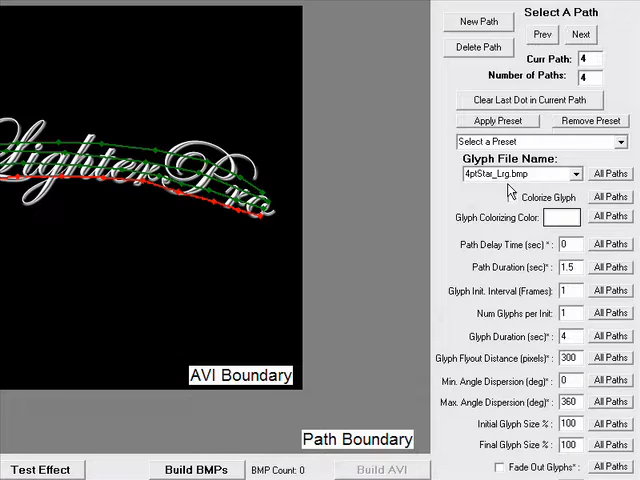 LighterPro
AVI Boundary
Path Boundary
Test Effect
Build BMPs
BMP Count: 0
Build AVI
Select A Path
New Path
Prev
Next
Delete Path
Curr Path: 4
Number of Paths: 4
Clear Last Dot in Current Path
Apply Preset
Remove Preset
Select a Preset
Glyph File Name:
4ptStar_Lrg.bmp All Paths
Colorize Glyph All Paths
Glyph Colorizing Color: All Paths
Path Delay Time (sec)* : 0 All Paths
Path Duration (sec)* : 1.5 All Paths
Glyph Init. Interval (Frames): 1 All Paths
Num Glyphs per Init: 1 All Paths
Glyph Duration (sec)* : 4 All Paths
Glyph Flyout Distance (pixels)* : 300 All Paths
Min. Angle Dispersion (deg)* : 0 All Paths
Max. Angle Dispersion (deg)* : 360 All Paths
Initial Glyph Size % : 100 All Paths
Final Glyph Size % : 100 All Paths
Fade Out Glyphs* : All Paths